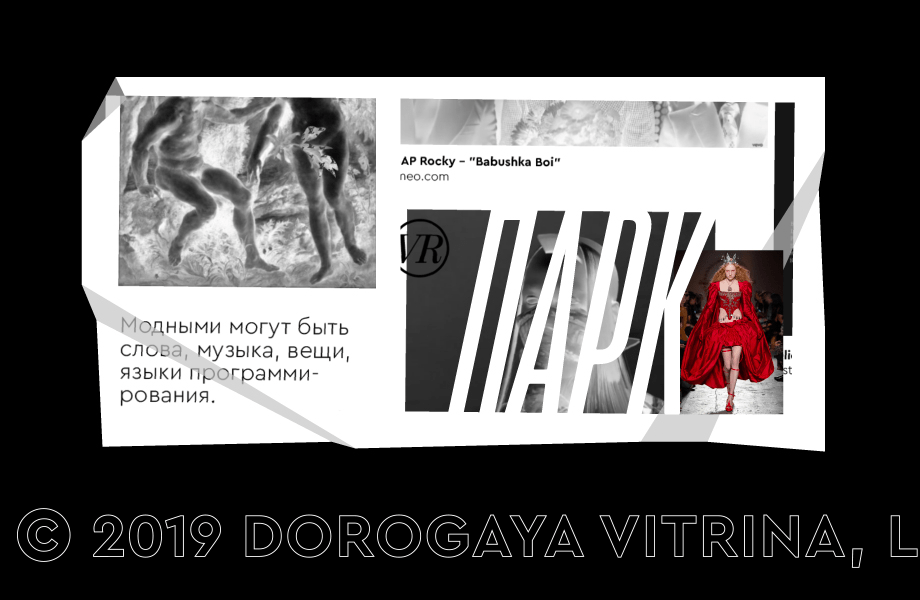 AP Rocky – "Babushka Boi"
neo.com
VR
ПАРК
Модными могут быть
слова, музыка, вещи,
языки программи-
рования.
© 2019 DOROGAYA VITRINA, L